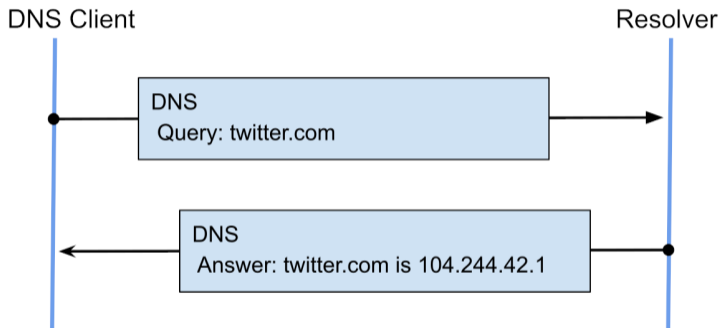 DNS Client
Resolver
DNS
Query: twitter.com
DNS
Answer: twitter.com is 104.244.42.1